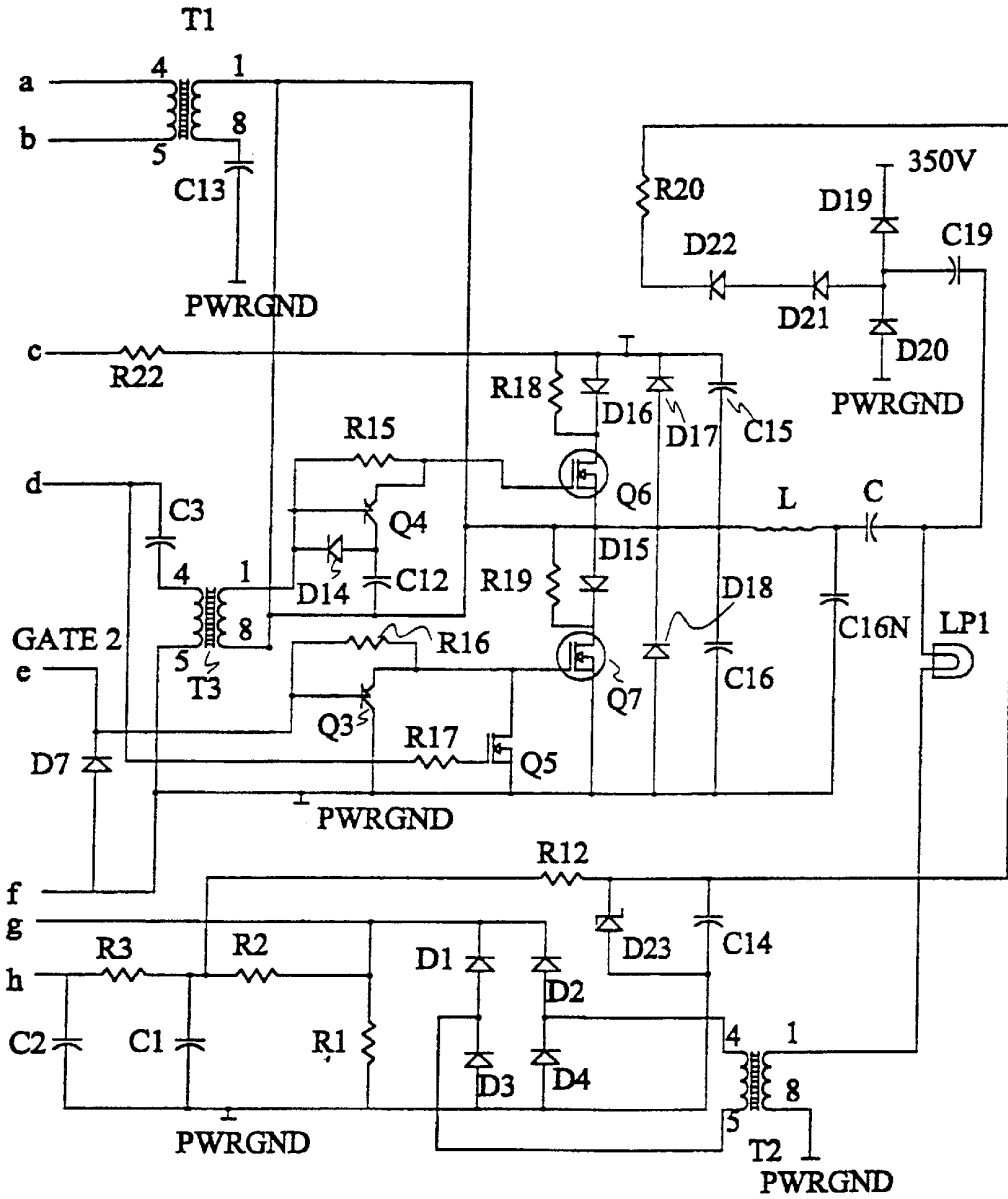 T1
a
4
1
b
5
8
C13
PWRGND
R20
350V
D19
C19
D22
D21
D20
PWRGND
c
R22
R18
D16
D17
C15
R15
d
C3
Q4
Q6
L
C
D14
C12
R19
D15
D18
4
1
5
8
T3
GATE 2
e
R16
C16N
LP1
Q3
Q7
C16
R17
Q5
D7
PWRGND
R12
f
g
D23
C14
h
R3
R2
D1
D2
C2
C1
R1
D3
D4
4
1
5
8
PWRGND
T2
PWRGND